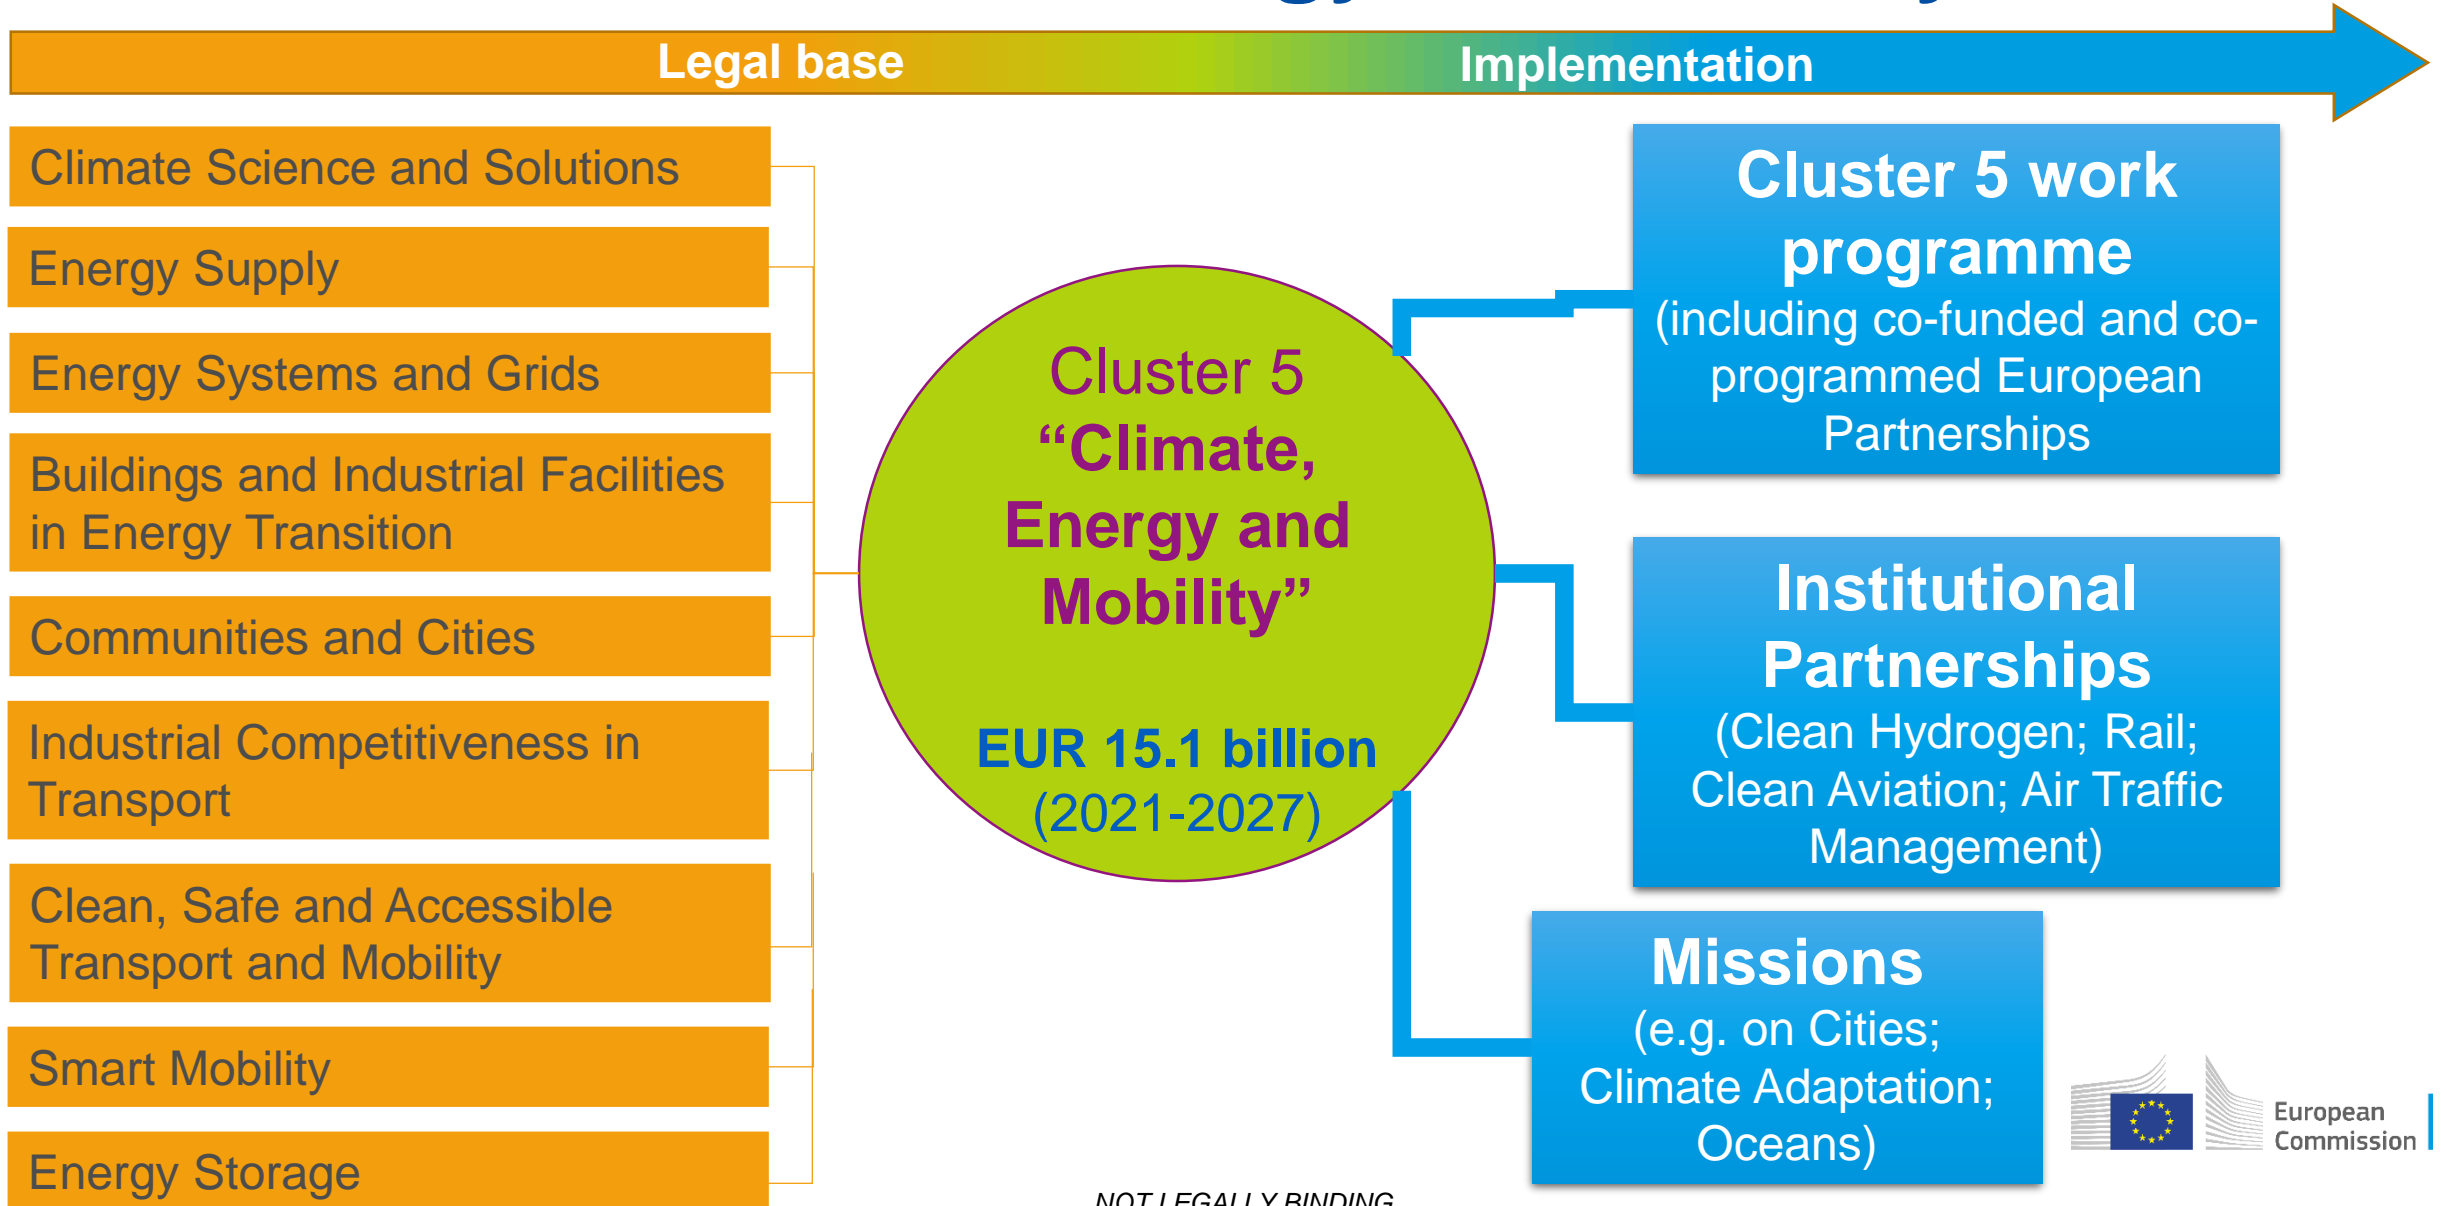 Legal base
Implementation
Climate Science and Solutions
Energy Supply
Energy Systems and Grids
Buildings and Industrial Facilities
in Energy Transition
Communities and Cities
Industrial Competitiveness in
Transport
Clean, Safe and Accessible
Transport and Mobility
Smart Mobility
Energy Storage
Cluster 5
“Climate,
Energy and
Mobility”
EUR 15.1 billion
(2021-2027)
Cluster 5 work
programme
(including co-funded and co-
programmed European
Partnerships
Institutional
Partnerships
(Clean Hydrogen; Rail;
Clean Aviation; Air Traffic
Management)
Missions
(e.g. on Cities;
Climate Adaptation;
Oceans)
European
Commission
NOT LEGALLY BINDING